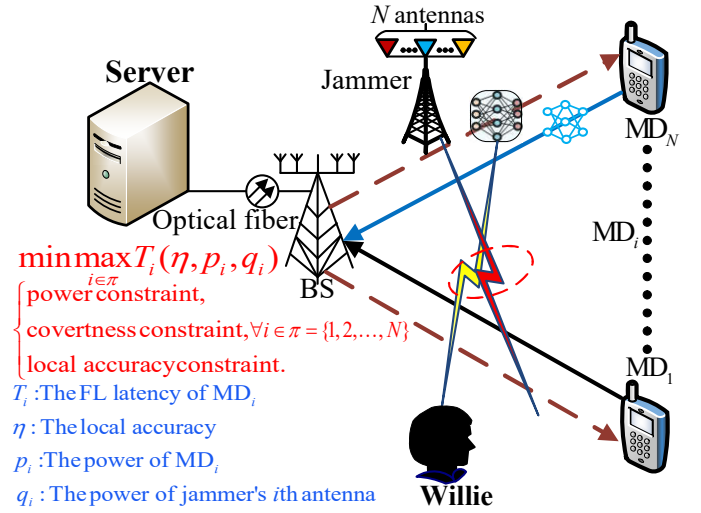 N antennas
Server
Jammer
MD_N
Optical fiber
MD_i
BS
min max T_i(η, p_i, q_i)
i∈π
power constraint,
covertness constraint, ∀i ∈ π = {1, 2, ..., N}
local accuracy constraint.
MD_1
T_i :The FL latency of MD_i
η : The local accuracy
p_i :The power of MD_i
q_i : The power of jammer's ith antenna
Willie